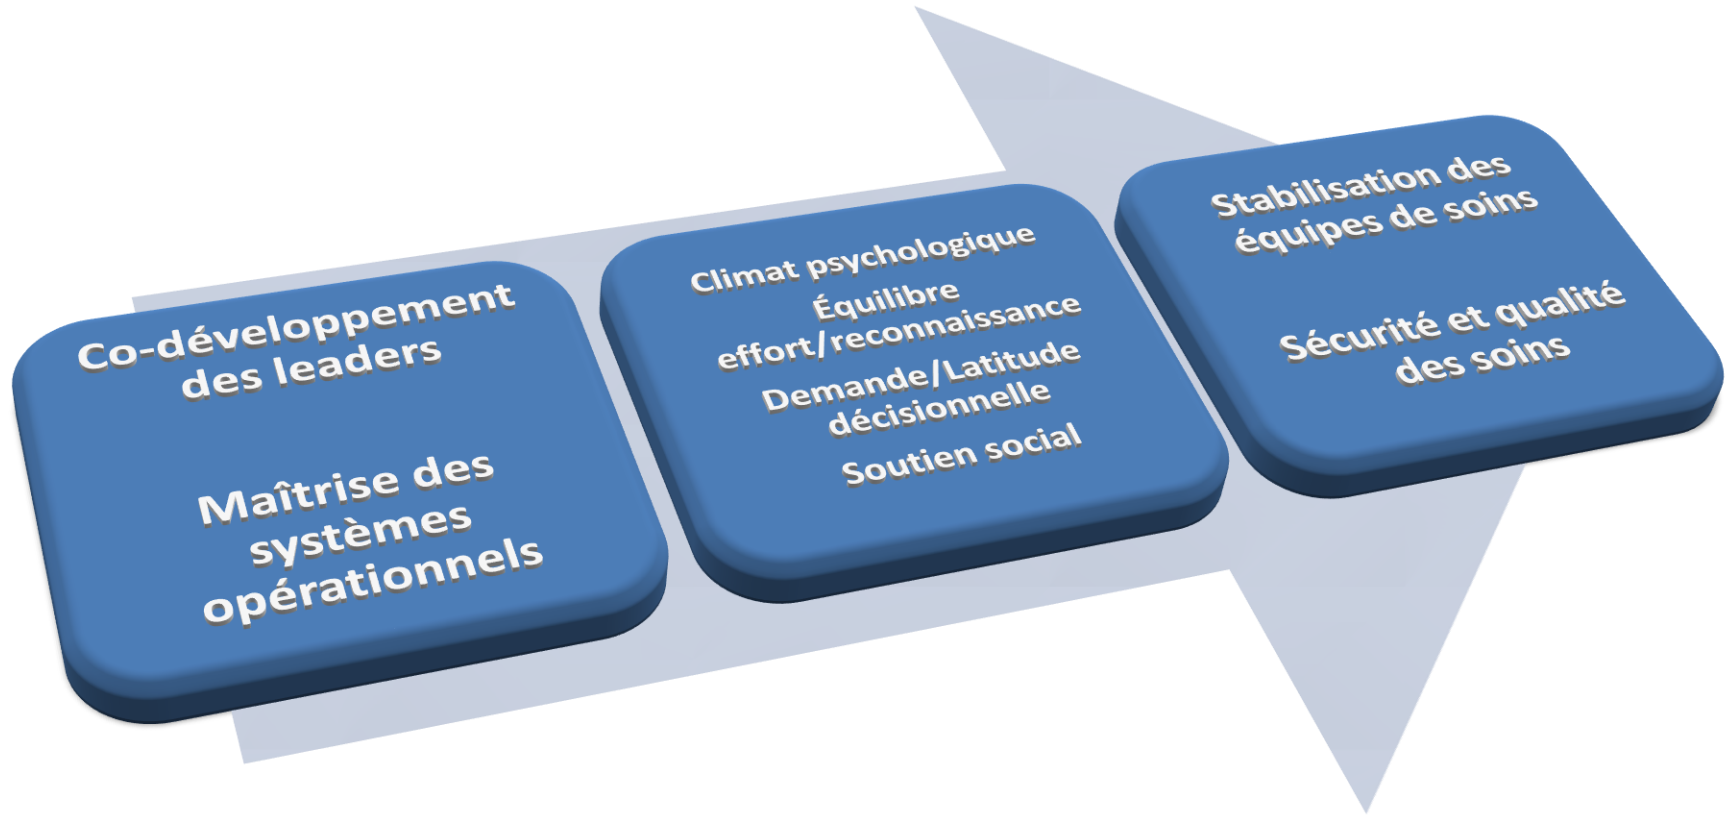 Co-développement
des leaders
Maîtrise des
systèmes
opérationnels
Climat psychologique
Équilibre
effort/reconnaissance
Demande/Latitude
décisionnelle
Soutien social
Stabilisation des
équipes de soins
Sécurité et qualité
des soins